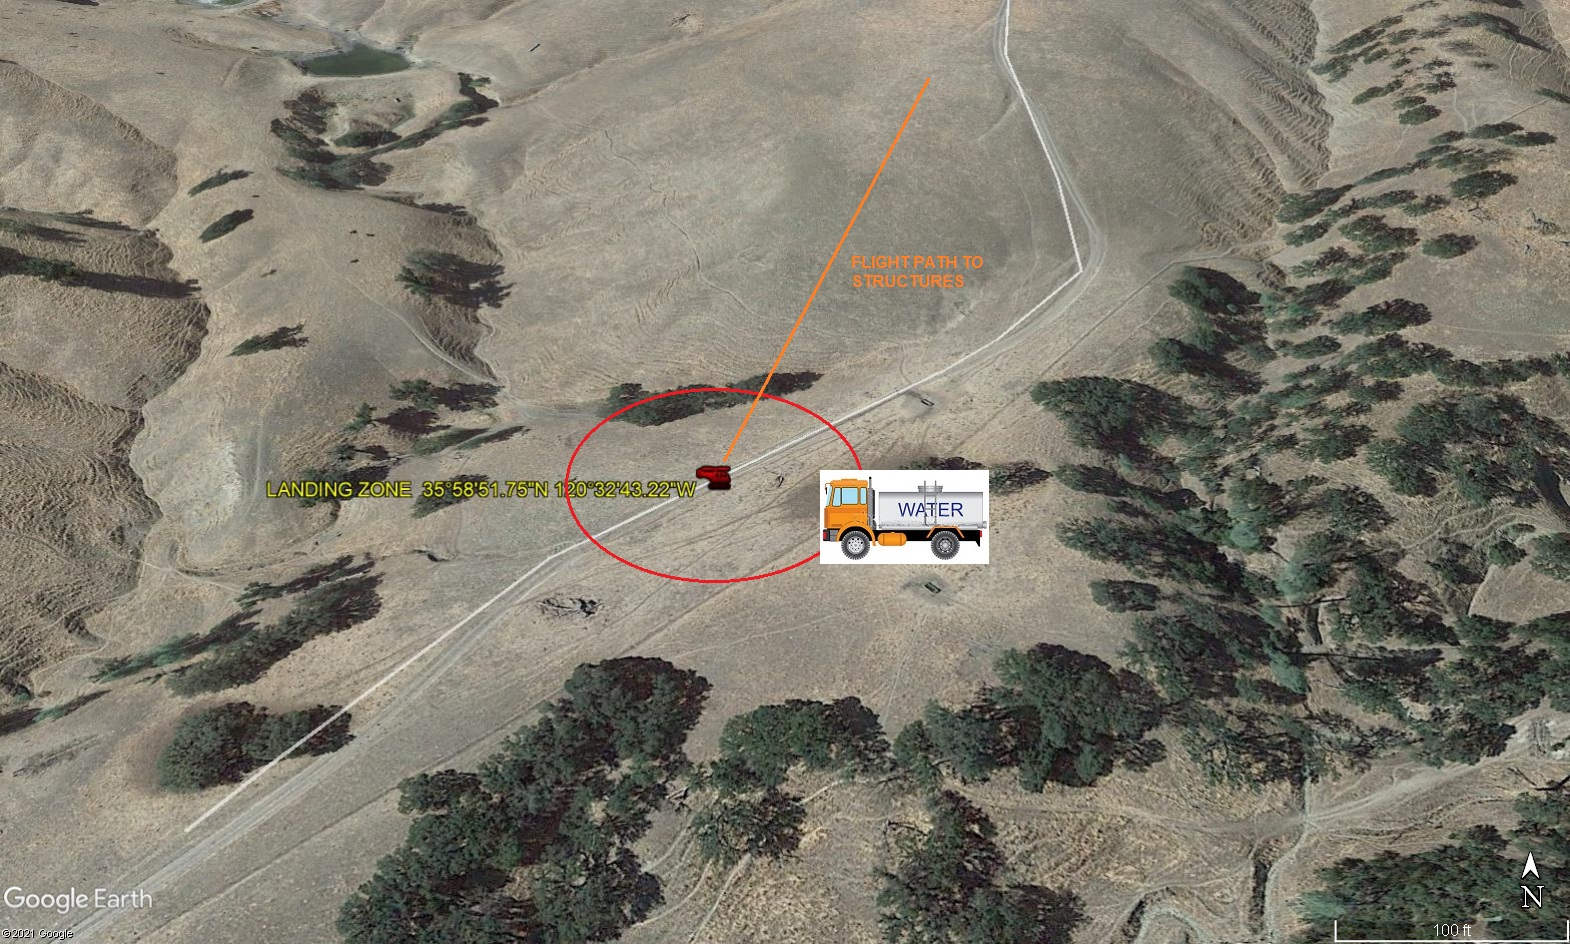 FLIGHT PATH TO
STRUCTURES
LANDING ZONE  35°58'51.75"N 120°32'43.22"W
WATER
Google Earth
©2021 Google
N
100 ft